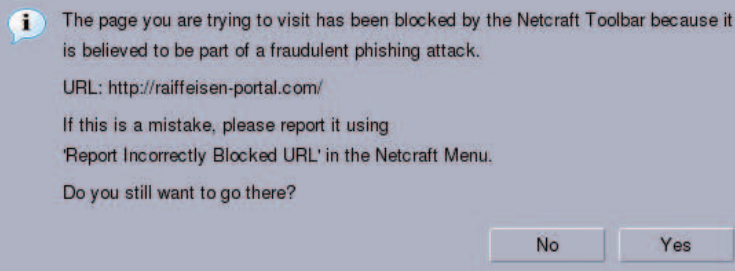 The page you are trying to visit has been blocked by the Netcraft Toolbar because it
is believed to be part of a fraudulent phishing attack.
URL: http://raiffeisen-portal.com/
If this is a mistake, please report it using
'Report Incorrectly Blocked URL' in the Netcraft Menu.
Do you still want to go there?
No
Yes